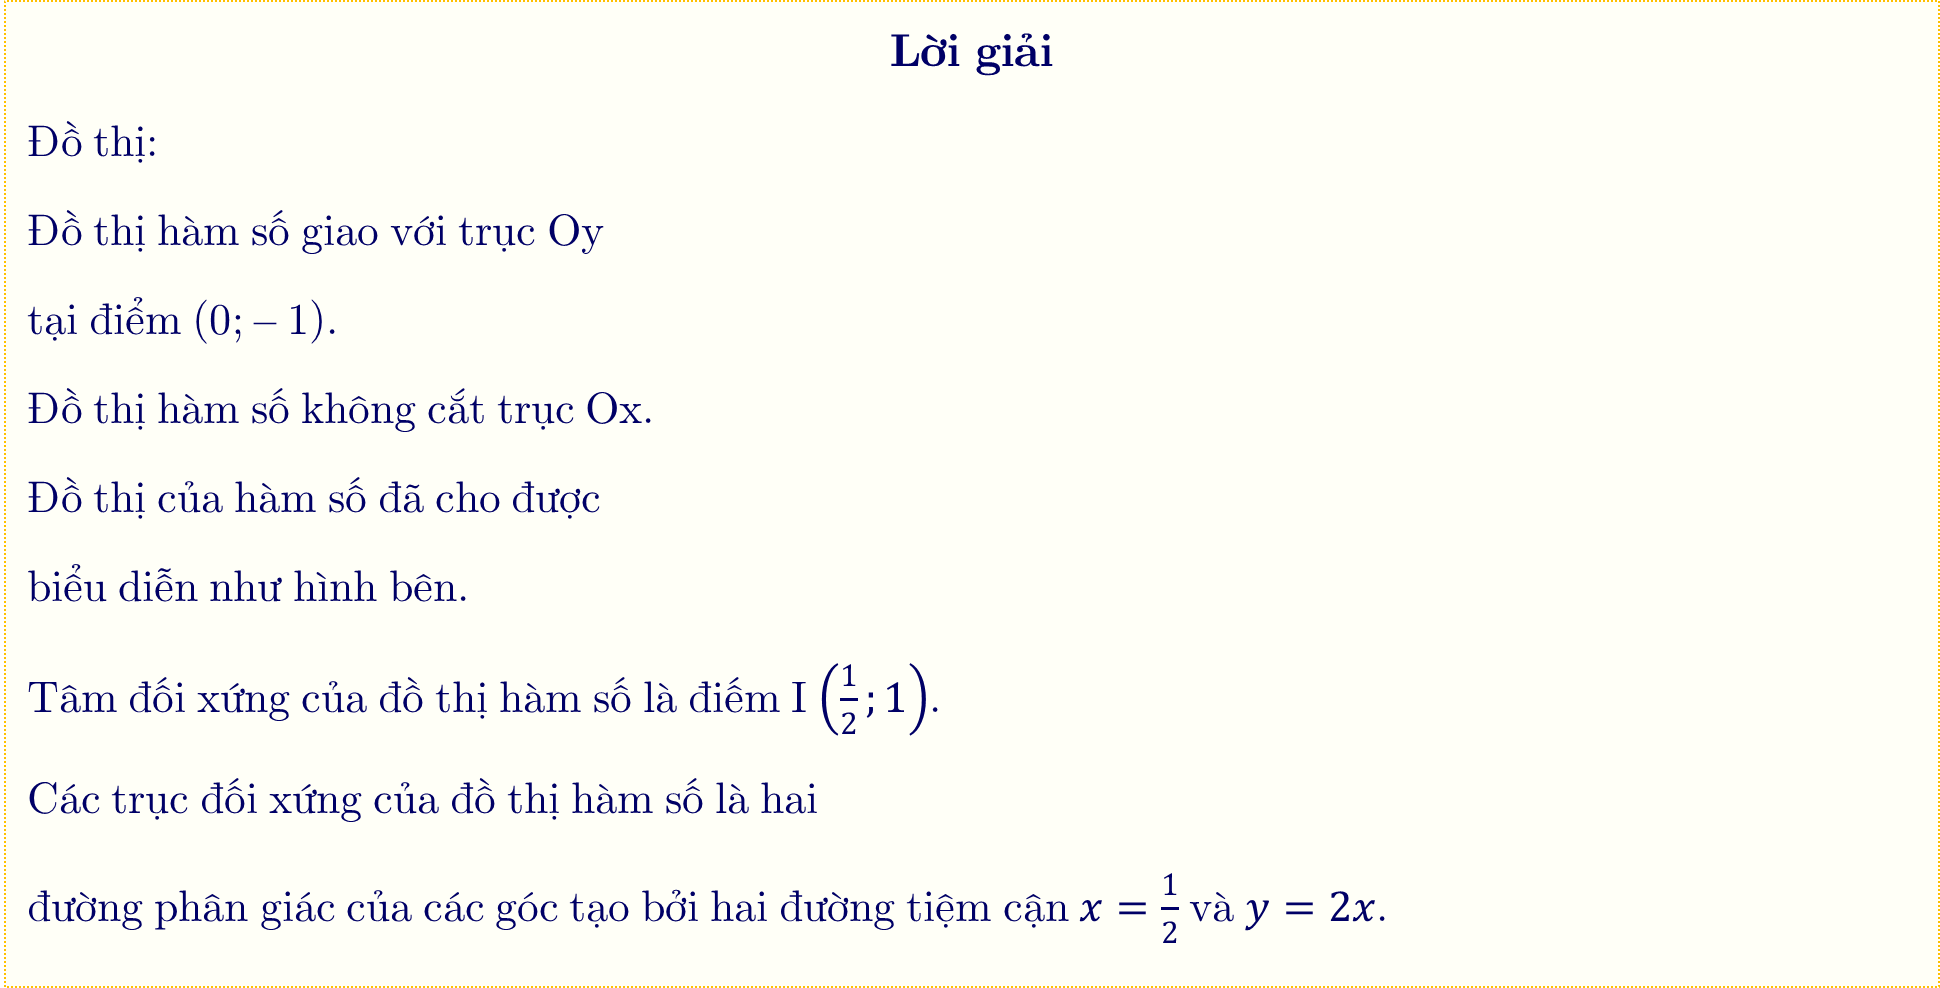 Lời giải
Đồ thị:
Đồ thị hàm số giao với trục Oy
tại điểm (0; – 1).
Đồ thị hàm số không cắt trục Ox.
Đồ thị của hàm số đã cho được
biểu diễn như hình bên.
Tâm đối xứng của đồ thị hàm số là điếm I (1/2; 1).
Các trục đối xứng của đồ thị hàm số là hai
đường phân giác của các góc tạo bởi hai đường tiệm cận x = 1/2 và y = 2x.